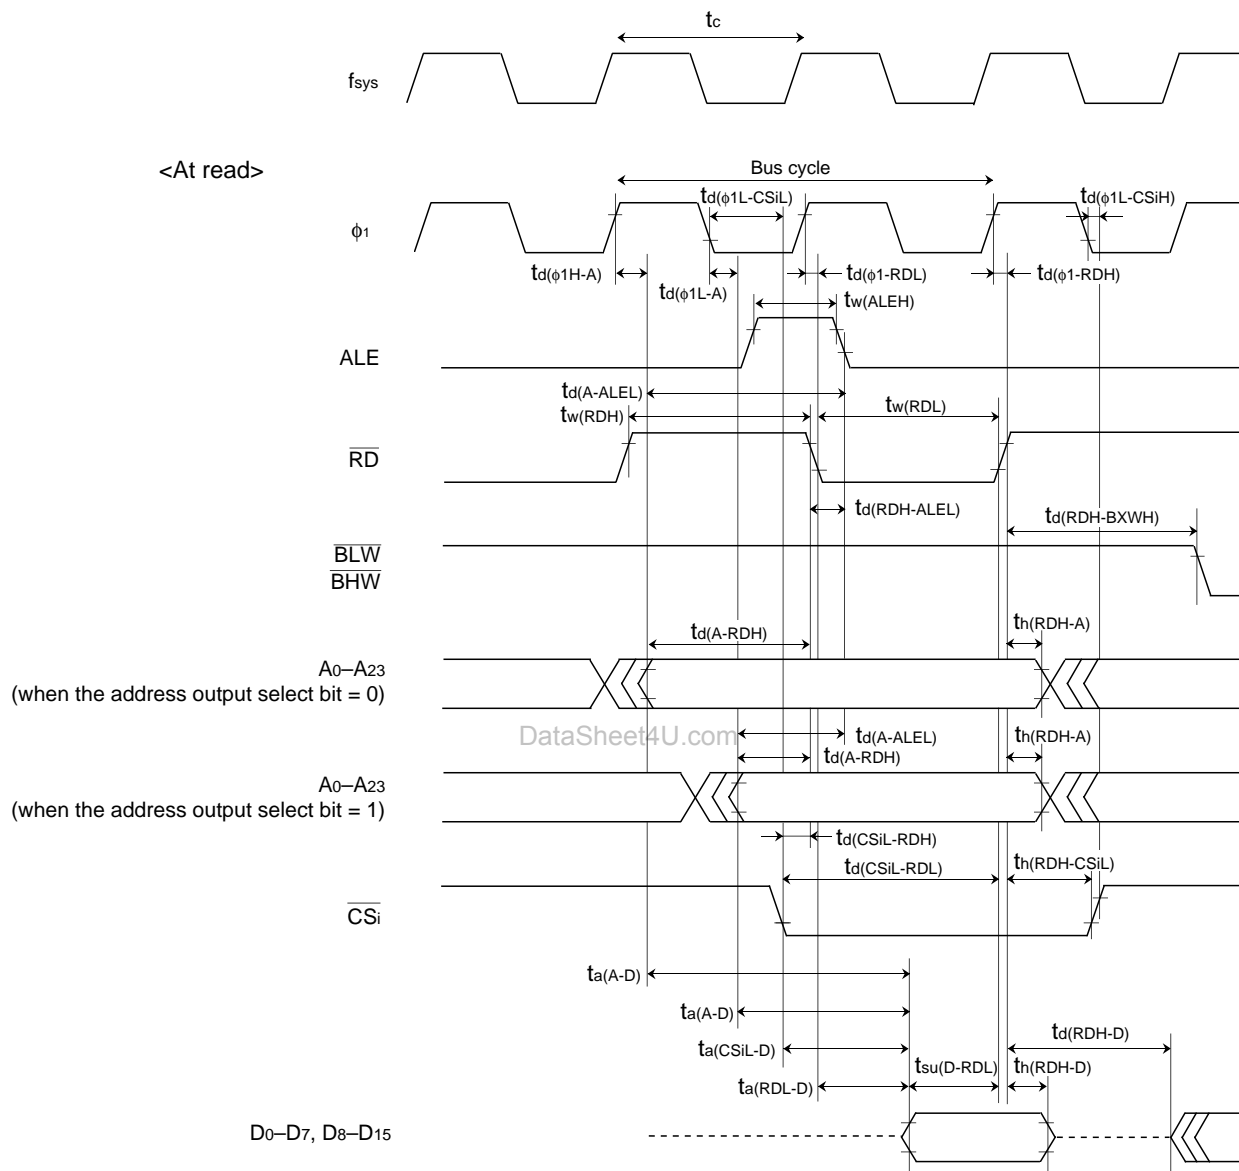 tc
fsys
<At read>
Bus cycle
td(ϕ1L-CSiL)
td(ϕ1L-CSiH)
ϕ1
td(ϕ1H-A)
td(ϕ1-RDL)
td(ϕ1-RDH)
td(ϕ1L-A)
tw(ALEH)
ALE
td(A-ALEL)
tw(RDH)
tw(RDL)
RD
td(RDH-ALEL)
td(RDH-BXWH)
BLW
BHW
th(RDH-A)
td(A-RDH)
A0–A23
(when the address output select bit = 0)
DataSheet4U.com
td(A-ALEL)
th(RDH-A)
td(A-RDH)
A0–A23
(when the address output select bit = 1)
td(CSiL-RDH)
td(CSiL-RDL)
th(RDH-CSiL)
CSi
ta(A-D)
ta(A-D)
td(RDH-D)
ta(CSiL-D)
tsu(D-RDL)
th(RDH-D)
ta(RDL-D)
D0–D7, D8–D15